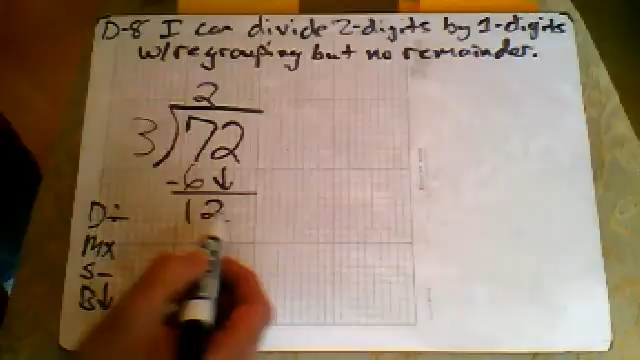 D-8 I can divide 2-digits by 1-digits
w/regrouping but no remainder.
2
3)72
-6↓
12
D÷
Mx
S-
B↓